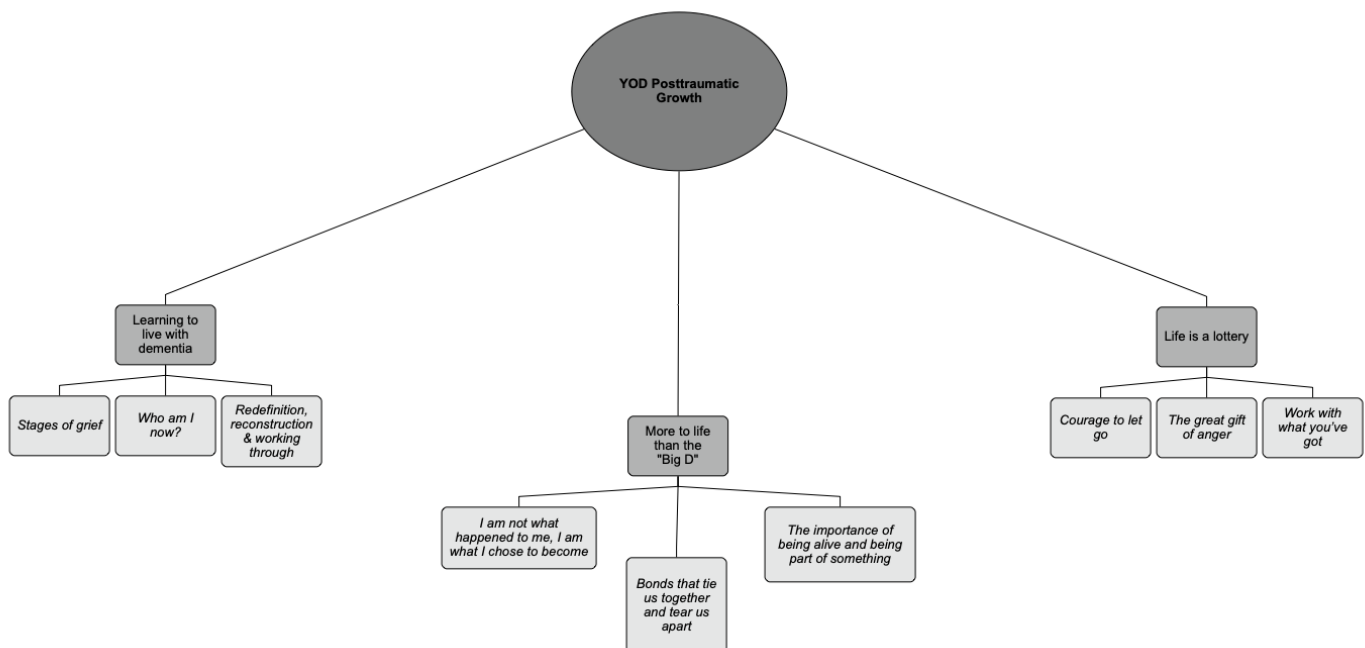 YOD Posttraumatic
Growth
Learning to
live with
dementia
Stages of grief
Who am I
now?
Redefinition,
reconstruction
& working
through
More to life
than the
"Big D"
I am not what
happened to me, I am
what I chose to become
Bonds that tie
us together
and tear us
apart
The importance of
being alive and being
part of something
Life is a lottery
Courage to let
go
The great gift
of anger
Work with
what you've
got